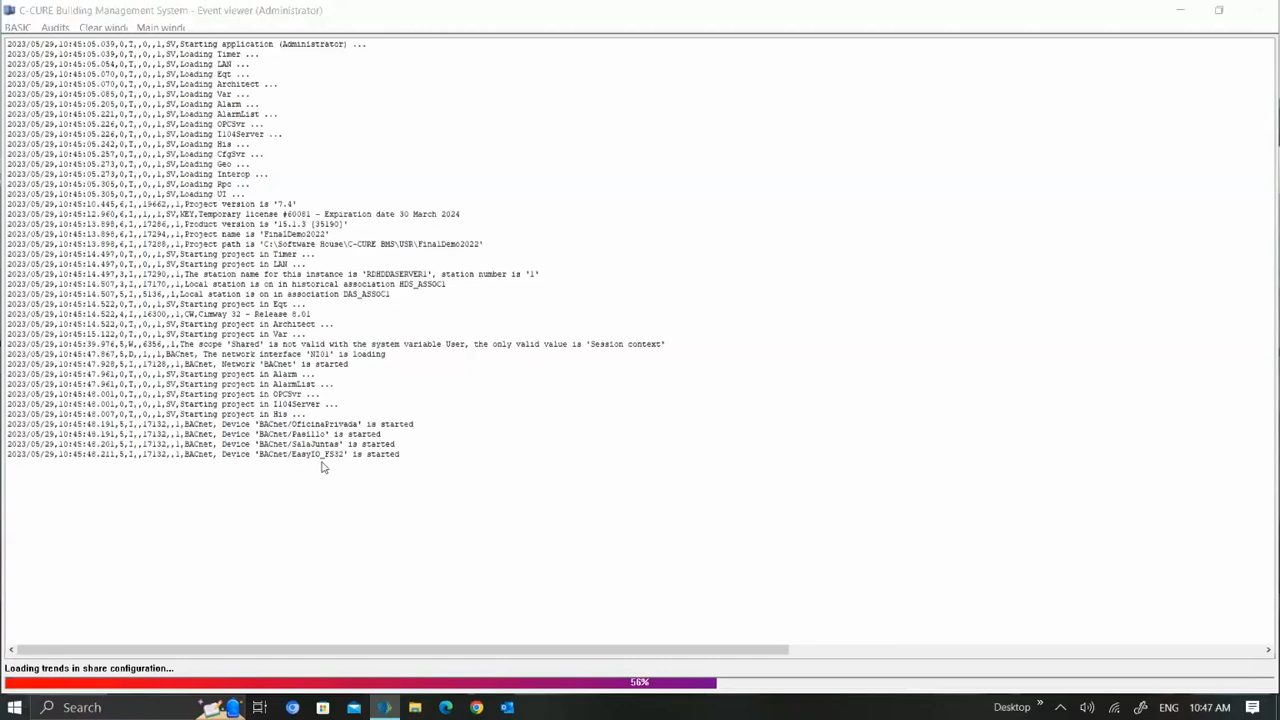 C-CURE Building Management System - Event viewer (Administrator)
BASIC Audits Clear wind Main wind
2023/05/29,10:45:05.039,0,T,,0,,1,SV,Starting application (Administrator) ...
2023/05/29,10:45:05.039,0,T,,0,,1,SV,Loading Timer ...
2023/05/29,10:45:05.054,0,T,,0,,1,SV,Loading LAN ...
2023/05/29,10:45:05.070,0,T,,0,,1,SV,Loading Eqt ...
2023/05/29,10:45:05.070,0,T,,0,,1,SV,Loading Architect ...
2023/05/29,10:45:05.085,0,T,,0,,1,SV,Loading Var ...
2023/05/29,10:45:05.205,0,T,,0,,1,SV,Loading Alarm ...
2023/05/29,10:45:05.221,0,T,,0,,1,SV,Loading AlarmList ...
2023/05/29,10:45:05.226,0,T,,0,,1,SV,Loading OPCSvr ...
2023/05/29,10:45:05.226,0,T,,0,,1,SV,Loading I104Server ...
2023/05/29,10:45:05.242,0,T,,0,,1,SV,Loading His ...
2023/05/29,10:45:05.257,0,T,,0,,1,SV,Loading CfgSvr ...
2023/05/29,10:45:05.273,0,T,,0,,1,SV,Loading Geo ...
2023/05/29,10:45:05.273,0,T,,0,,1,SV,Loading Interop ...
2023/05/29,10:45:05.305,0,T,,0,,1,SV,Loading Rpc ...
2023/05/29,10:45:05.305,0,T,,0,,1,SV,Loading UI ...
2023/05/29,10:45:10.445,6,I,,19662,,1,Project version is '7.4'
2023/05/29,10:45:12.960,6,I,,1,,1,SV,KEY,Temporary license #60081 - Expiration date 30 March 2024
2023/05/29,10:45:13.898,6,I,,17286,,1,Product version is '15.1.3 [35190]'
2023/05/29,10:45:13.898,6,I,,17294,,1,Project name is 'FinalDemo2022'
2023/05/29,10:45:13.898,6,I,,17288,,1,Project path is 'C:\Software House\C-CURE BMS\USR\FinalDemo2022'
2023/05/29,10:45:14.497,0,T,,0,,1,SV,Starting project in Timer ...
2023/05/29,10:45:14.497,0,T,,0,,1,SV,Starting project in LAN ...
2023/05/29,10:45:14.497,3,I,,17290,,1,The station name for this instance is 'RDHDDASERVER1', station number is '1'
2023/05/29,10:45:14.507,3,I,,17170,,1,Local station is on in historical association HDS_ASSOC1
2023/05/29,10:45:14.507,5,I,,5136,,1,Local station is on in association DAS_ASSOC1
2023/05/29,10:45:14.522,0,T,,0,,1,SV,Starting project in Eqt ...
2023/05/29,10:45:14.522,4,I,,16300,,1,CW,Cimway 32 - Release 8.01
2023/05/29,10:45:14.522,0,T,,0,,1,SV,Starting project in Architect ...
2023/05/29,10:45:15.122,0,T,,0,,1,SV,Starting project in Var ...
2023/05/29,10:45:39.976,5,W,,6356,,1,The scope 'Shared' is not valid with the system variable User, the only valid value is 'Session context'
2023/05/29,10:45:47.867,5,D,,1,,1,BACnet, The network interface 'NI01' is loading
2023/05/29,10:45:47.928,5,I,,17128,,1,BACnet, Network 'BACnet' is started
2023/05/29,10:45:47.961,0,T,,0,,1,SV,Starting project in Alarm ...
2023/05/29,10:45:47.961,0,T,,0,,1,SV,Starting project in AlarmList ...
2023/05/29,10:45:48.001,0,T,,0,,1,SV,Starting project in OPCSvr ...
2023/05/29,10:45:48.001,0,T,,0,,1,SV,Starting project in I104Server ...
2023/05/29,10:45:48.007,0,T,,0,,1,SV,Starting project in His ...
2023/05/29,10:45:48.191,5,I,,17132,,1,BACnet, Device 'BACnet/OficinaPrivada' is started
2023/05/29,10:45:48.191,5,I,,17132,,1,BACnet, Device 'BACnet/Pasillo' is started
2023/05/29,10:45:48.201,5,I,,17132,,1,BACnet, Device 'BACnet/SalaJuntas' is started
2023/05/29,10:45:48.211,5,I,,17132,,1,BACnet, Device 'BACnet/EasyIO_FS32' is started
Loading trends in share configuration...
56%
Search
Desktop
10:47 AM